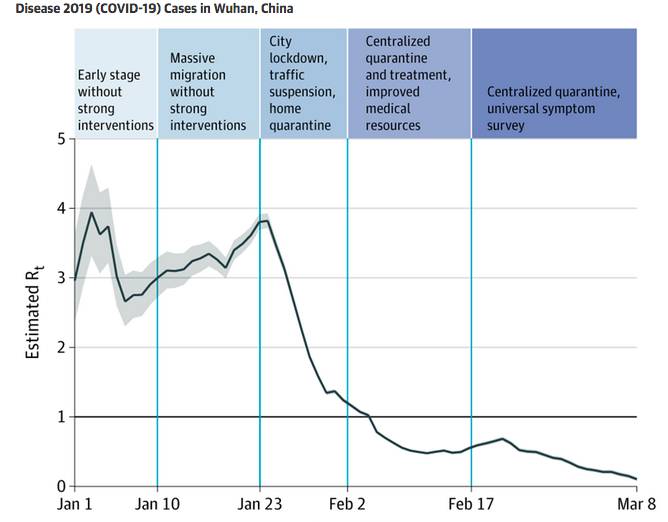 Disease 2019 (COVID-19) Cases in Wuhan, China
Early stage
without
strong
interventions
Massive
migration
without
strong
interventions
City
lockdown,
traffic
suspension,
home
quarantine
Centralized
quarantine
and treatment,
improved
medical
resources
Centralized quarantine,
universal symptom
survey
Estimated Rt
5
4
3
2
1
0
Jan 1
Jan 10
Jan 23
Feb 2
Feb 17
Mar 8